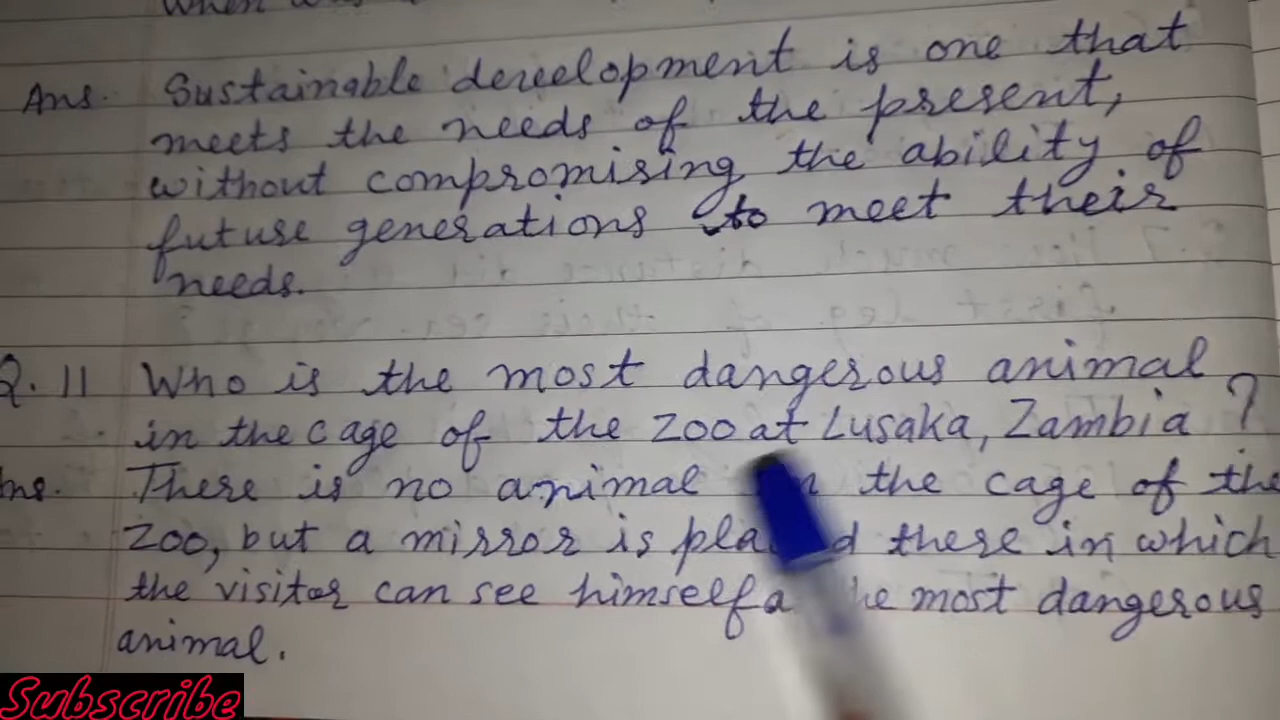 Ans. Sustainable development is one that
meets the needs of the present,
without compromising the ability of
future generations to meet their
needs.
Q. 11 Who is the most dangerous animal
in the cage of the zoo at Lusaka, Zambia ?
ns. There is no animal the cage of the
zoo, but a mirror is there in which
the visitor can see himself most dangerous
animal.
Subscribe